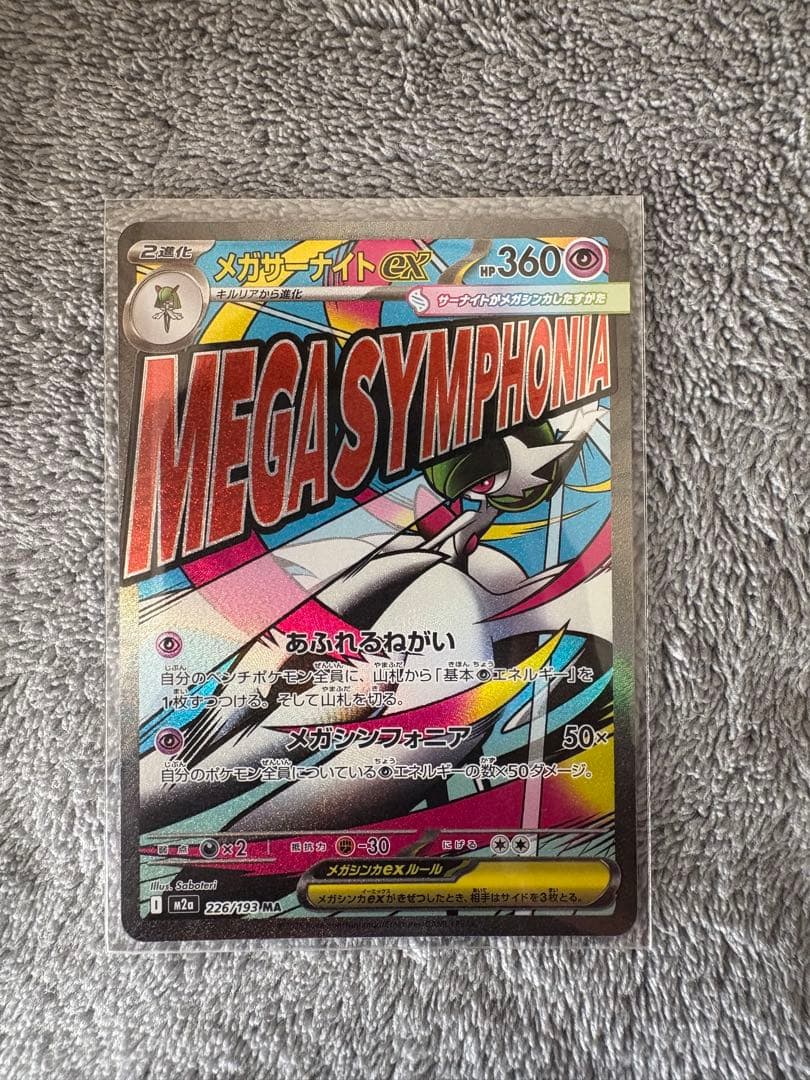 2進化
メガサーナイトex
HP360
キルリアから進化
サーナイトがメガシンカしたすがた
MEGA SYMPHONIA
あふれるねがい
自分のベンチポケモン全員に、山札から「基本エネルギー」を
1枚ずつつける。そして山札を切る。
メガシンフォニア 50×
自分のポケモン全員についているエネルギーの数×50ダメージ。
弱点 ×2 抵抗力 -30 にげる
メガシンカexルール
メガシンカexがきぜつしたとき、相手はサイドを3枚とる。
Illus. Saboteri
I m2a 226/193 MA